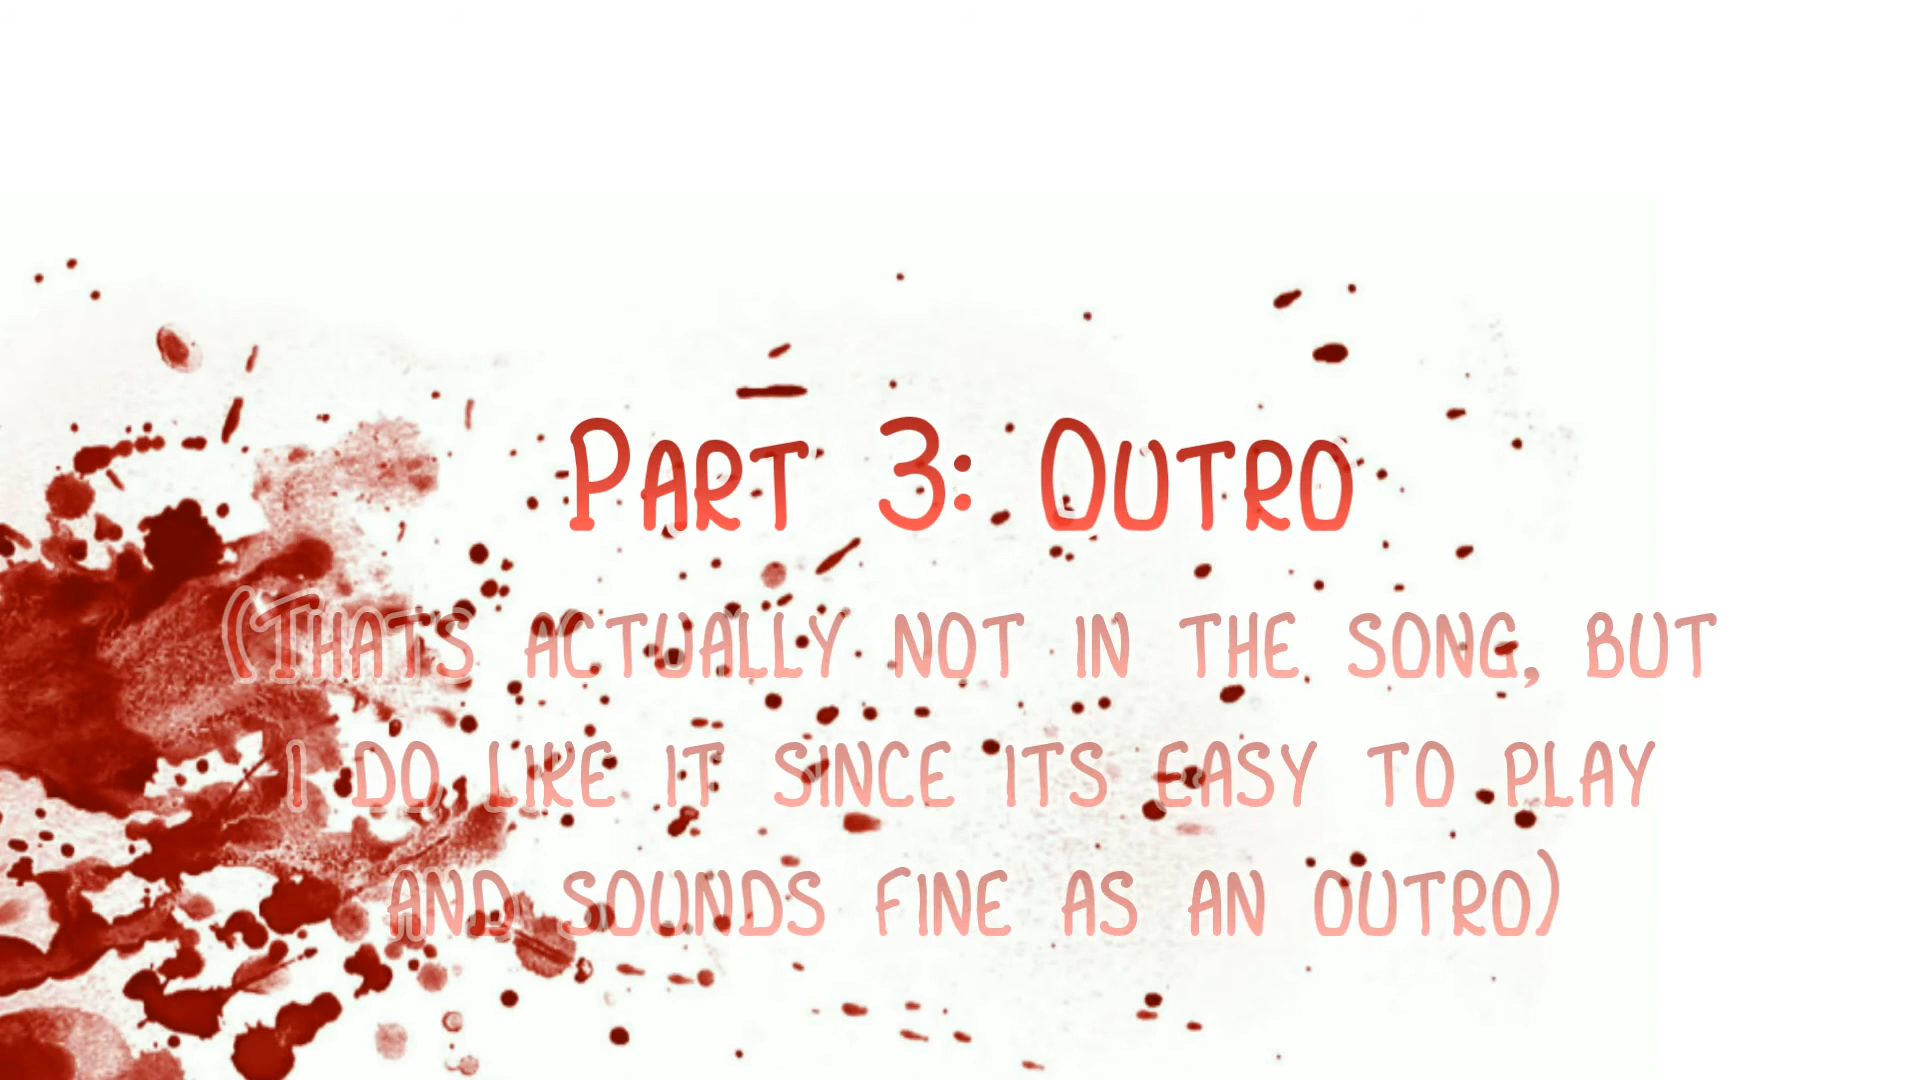 Part 3: Outro
(Thats actually not in the song, but
I do like it since its easy to play
and sounds fine as an outro)